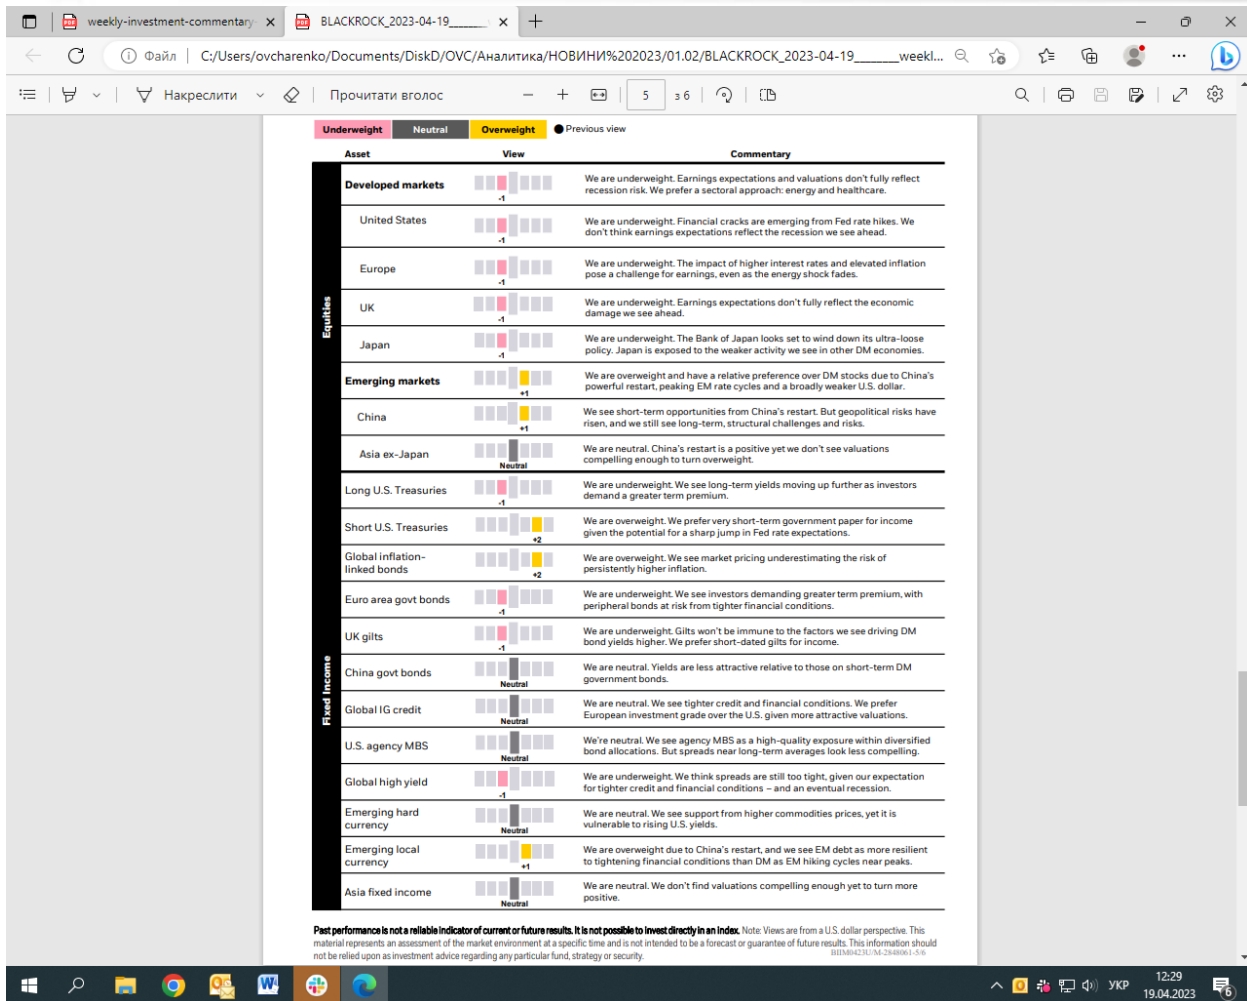 weekly-investment-commentary-
BLACKROCK_2023-04-19______
Файл
C:/Users/ovcharenko/Documents/DiskD/OVC/Аналитика/НОВИНИ%202023/01.02/BLACKROCK_2023-04-19_______weekl...
Накреслити
Прочитати вголос
5
з 6
Underweight
Neutral
Overweight
Previous view
Asset
View
Commentary
Equities
Developed markets
-1
We are underweight. Earnings expectations and valuations don't fully reflect
recession risk. We prefer a sectoral approach: energy and healthcare.
United States
-1
We are underweight. Financial cracks are emerging from Fed rate hikes. We
don't think earnings expectations reflect the recession we see ahead.
Europe
-1
We are underweight. The impact of higher interest rates and elevated inflation
pose a challenge for earnings, even as the energy shock fades.
UK
-1
We are underweight. Earnings expectations don't fully reflect the economic
damage we see ahead.
Japan
-1
We are underweight. The Bank of Japan looks set to wind down its ultra-loose
policy. Japan is exposed to the weaker activity we see in other DM economies.
Emerging markets
+1
We are overweight and have a relative preference over DM stocks due to China's
powerful restart, peaking EM rate cycles and a broadly weaker U.S. dollar.
China
+1
We see short-term opportunities from China's restart. But geopolitical risks have
risen, and we still see long-term, structural challenges and risks.
Asia ex-Japan
Neutral
We are neutral. China's restart is a positive yet we don't see valuations
compelling enough to turn overweight.
Fixed Income
Long U.S. Treasuries
-1
We are underweight. We see long-term yields moving up further as investors
demand a greater term premium.
Short U.S. Treasuries
+2
We are overweight. We prefer very short-term government paper for income
given the potential for a sharp jump in Fed rate expectations.
Global inflation-
linked bonds
+2
We are overweight. We see market pricing underestimating the risk of
persistently higher inflation.
Euro area govt bonds
-1
We are underweight. We see investors demanding greater term premium, with
peripheral bonds at risk from tighter financial conditions.
UK gilts
-1
We are underweight. Gilts won't be immune to the factors we see driving DM
bond yields higher. We prefer short-dated gilts for income.
China govt bonds
Neutral
We are neutral. Yields are less attractive relative to those on short-term DM
government bonds.
Global IG credit
Neutral
We are neutral. We see tighter credit and financial conditions. We prefer
European investment grade over the U.S. given more attractive valuations.
U.S. agency MBS
Neutral
We're neutral. We see agency MBS as a high-quality exposure within diversified
bond allocations. But spreads near long-term averages look less compelling.
Global high yield
-1
We are underweight. We think spreads are still too tight, given our expectation
for tighter credit and financial conditions – and an eventual recession.
Emerging hard
currency
Neutral
We are neutral. We see support from higher commodities prices, yet it is
vulnerable to rising U.S. yields.
Emerging local
currency
+1
We are overweight due to China's restart, and we see EM debt as more resilient
to tightening financial conditions than DM as EM hiking cycles near peaks.
Asia fixed income
Neutral
We are neutral. We don't find valuations compelling enough yet to turn more
positive.
Past performance is not a reliable indicator of current or future results. It is not possible to invest directly in an index. Note: Views are from a U.S. dollar perspective. This
material represents an assessment of the market environment at a specific time and is not intended to be a forecast or guarantee of future results. This information should
not be relied upon as investment advice regarding any particular fund, strategy or security.
BIIM0423U/M-2848061-5/6
УКР
12:29
19.04.2023
6